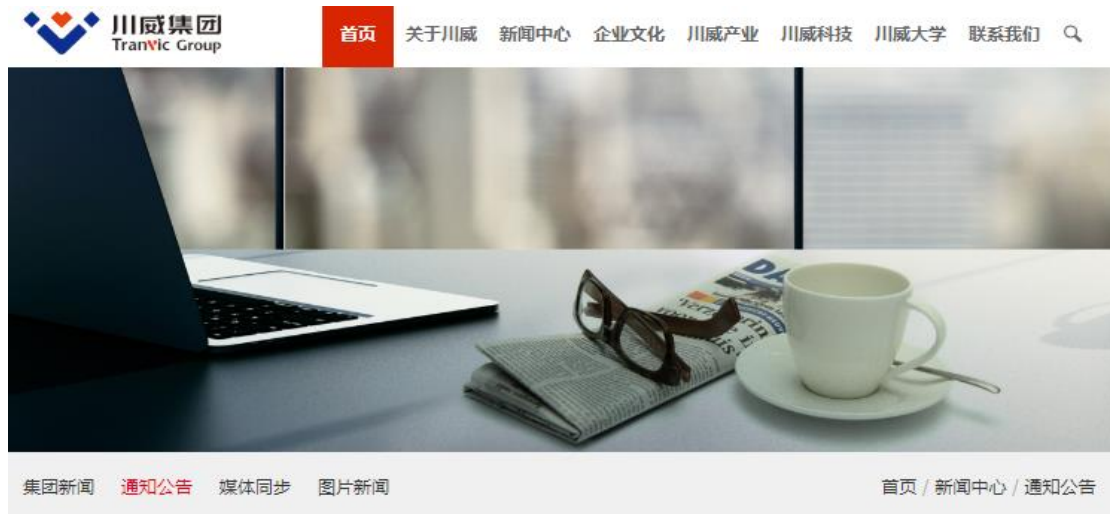 川威集团
Tranvic Group
首页 关于川威 新闻中心 企业文化 川威产业 川威科技 川威大学 联系我们
DA
集团新闻 通知公告 媒体同步 图片新闻
首页 / 新闻中心 / 通知公告